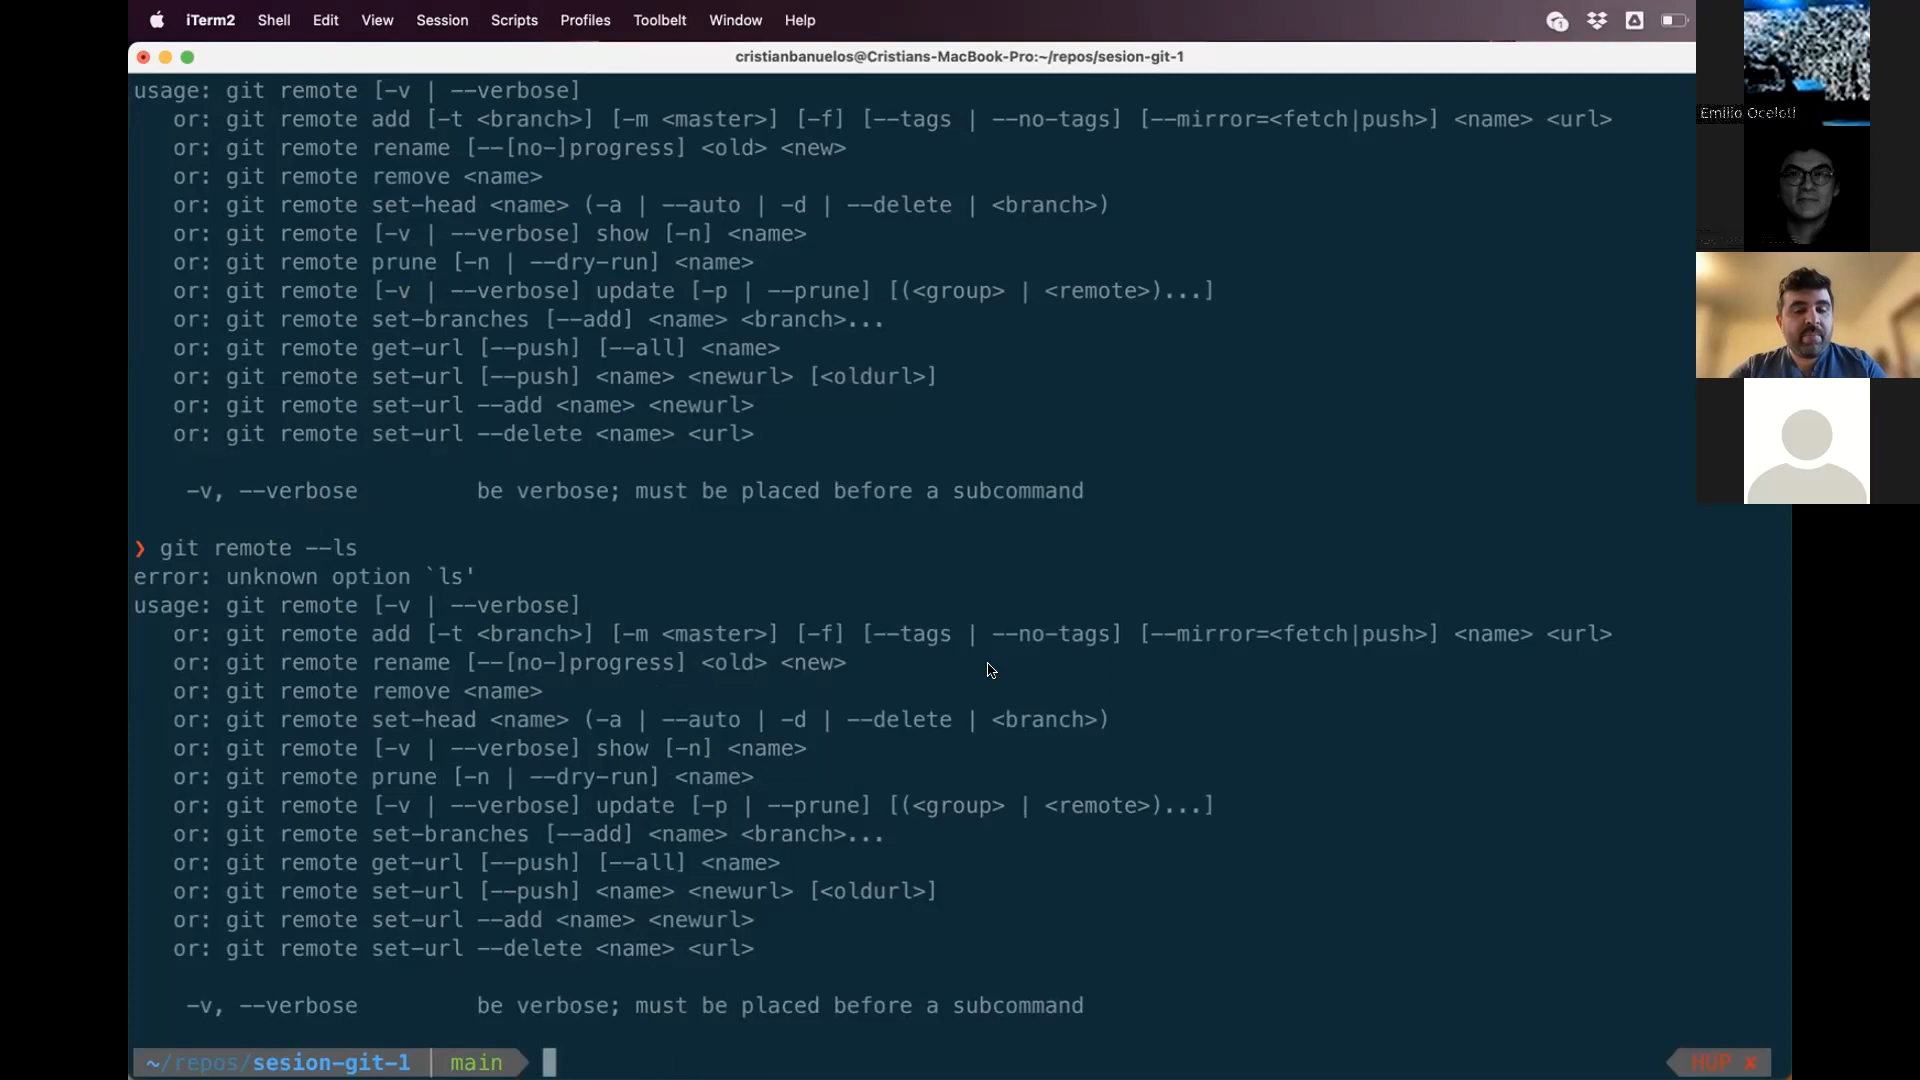 iTerm2 Shell Edit View Session Scripts Profiles Toolbelt Window Help
cristianbanuelos@Cristians-MacBook-Pro:~/repos/sesion-git-1
usage: git remote [-v | --verbose]
or: git remote add [-t <branch>] [-m <master>] [-f] [--tags | --no-tags] [--mirror=<fetch|push>] <name> <url>
or: git remote rename [--[no-]progress] <old> <new>
or: git remote remove <name>
or: git remote set-head <name> (-a | --auto | -d | --delete | <branch>)
or: git remote [-v | --verbose] show [-n] <name>
or: git remote prune [-n | --dry-run] <name>
or: git remote [-v | --verbose] update [-p | --prune] [(<group> | <remote>)...]
or: git remote set-branches [--add] <name> <branch>...
or: git remote get-url [--push] [--all] <name>
or: git remote set-url [--push] <name> <newurl> [<oldurl>]
or: git remote set-url --add <name> <newurl>
or: git remote set-url --delete <name> <url>
-v, --verbose be verbose; must be placed before a subcommand
❯ git remote --ls
error: unknown option `ls'
usage: git remote [-v | --verbose]
or: git remote add [-t <branch>] [-m <master>] [-f] [--tags | --no-tags] [--mirror=<fetch|push>] <name> <url>
or: git remote rename [--[no-]progress] <old> <new>
or: git remote remove <name>
or: git remote set-head <name> (-a | --auto | -d | --delete | <branch>)
or: git remote [-v | --verbose] show [-n] <name>
or: git remote prune [-n | --dry-run] <name>
or: git remote [-v | --verbose] update [-p | --prune] [(<group> | <remote>)...]
or: git remote set-branches [--add] <name> <branch>...
or: git remote get-url [--push] [--all] <name>
or: git remote set-url [--push] <name> <newurl> [<oldurl>]
or: git remote set-url --add <name> <newurl>
or: git remote set-url --delete <name> <url>
-v, --verbose be verbose; must be placed before a subcommand
~/repos/sesion-git-1 | main HUP ✘
Emilio Ocelotl